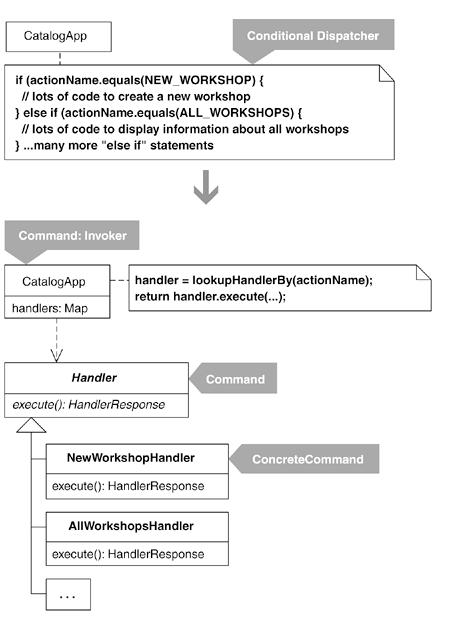 CatalogApp
Conditional Dispatcher
if (actionName.equals(NEW_WORKSHOP) {
// lots of code to create a new workshop
} else if (actionName.equals(ALL_WORKSHOPS) {
// lots of code to display information about all workshops
} ...many more "else if" statements
Command: Invoker
CatalogApp
handlers: Map
handler = lookupHandlerBy(actionName);
return handler.execute(...);
Handler
execute(): HandlerResponse
Command
NewWorkshopHandler
execute(): HandlerResponse
ConcreteCommand
AllWorkshopsHandler
execute(): HandlerResponse
...